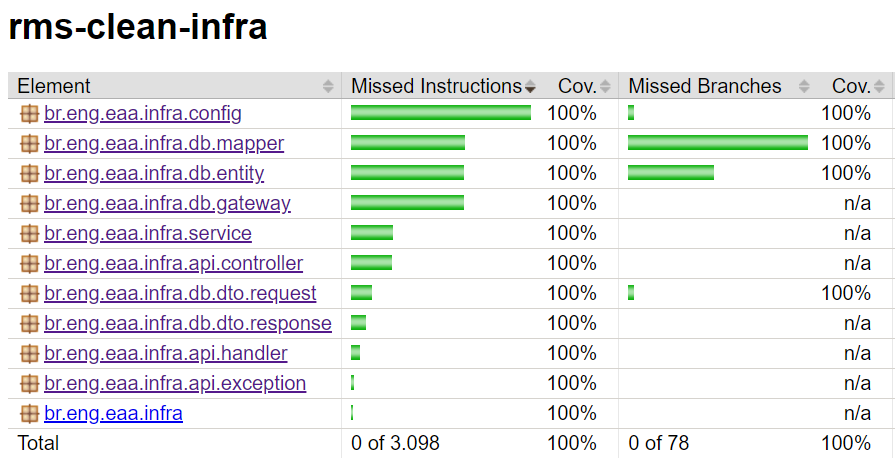 rms-clean-infra
Element Missed Instructions Cov. Missed Branches Cov.
br.eng.eaa.infra.config 100% 100%
br.eng.eaa.infra.db.mapper 100% 100%
br.eng.eaa.infra.db.entity 100% 100%
br.eng.eaa.infra.db.gateway 100% n/a
br.eng.eaa.infra.service 100% n/a
br.eng.eaa.infra.api.controller 100% n/a
br.eng.eaa.infra.db.dto.request 100% 100%
br.eng.eaa.infra.db.dto.response 100% n/a
br.eng.eaa.infra.api.handler 100% n/a
br.eng.eaa.infra.api.exception 100% n/a
br.eng.eaa.infra 100% n/a
Total 0 of 3.098 100% 0 of 78 100%